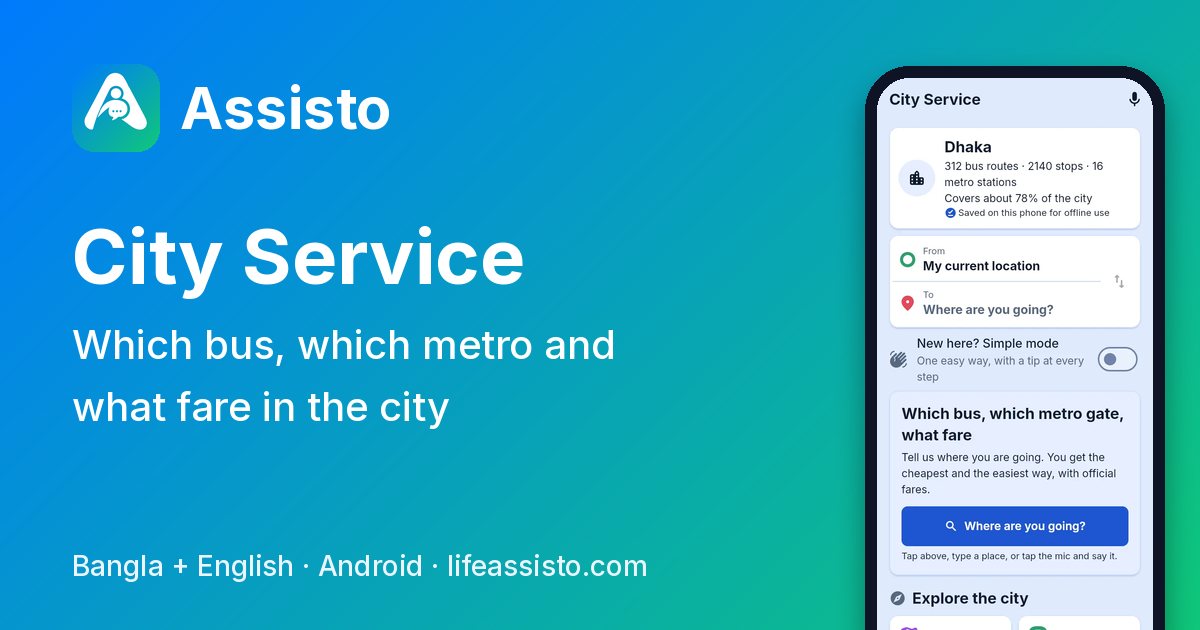 Assisto
City Service
Which bus, which metro and
what fare in the city
Bangla + English · Android · lifeassisto.com
City Service
Dhaka
312 bus routes · 2140 stops · 16
metro stations
Covers about 78% of the city
Saved on this phone for offline use
From
My current location
To
Where are you going?
New here? Simple mode
One easy way, with a tip at every
step
Which bus, which metro gate,
what fare
Tell us where you are going. You get the
cheapest and the easiest way, with official
fares.
Where are you going?
Tap above, type a place, or tap the mic and say it.
Explore the city